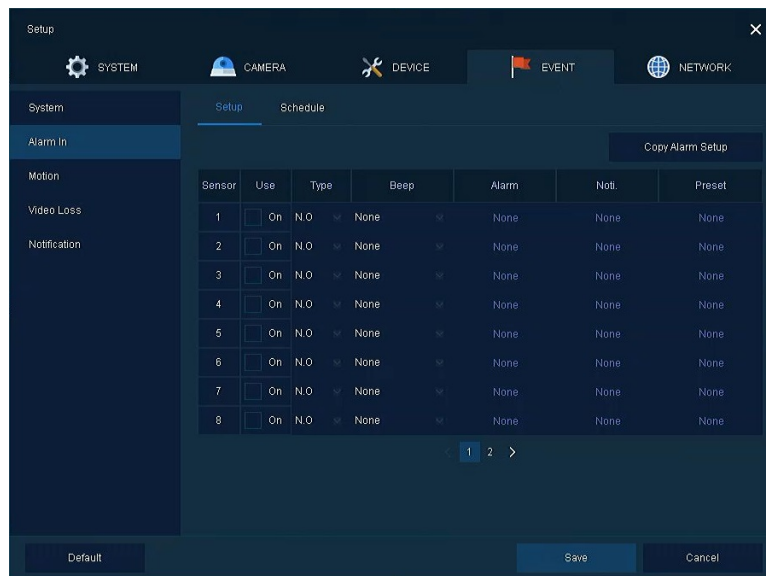 Setup
SYSTEM CAMERA DEVICE EVENT NETWORK
System
Alarm In
Motion
Video Loss
Notification
Setup Schedule
Copy Alarm Setup
Sensor Use Type Beep Alarm Noti. Preset
1 On N.O None None None None
2 On N.O None None None None
3 On N.O None None None None
4 On N.O None None None None
5 On N.O None None None None
6 On N.O None None None None
7 On N.O None None None None
8 On N.O None None None None
1 2
Default Save Cancel